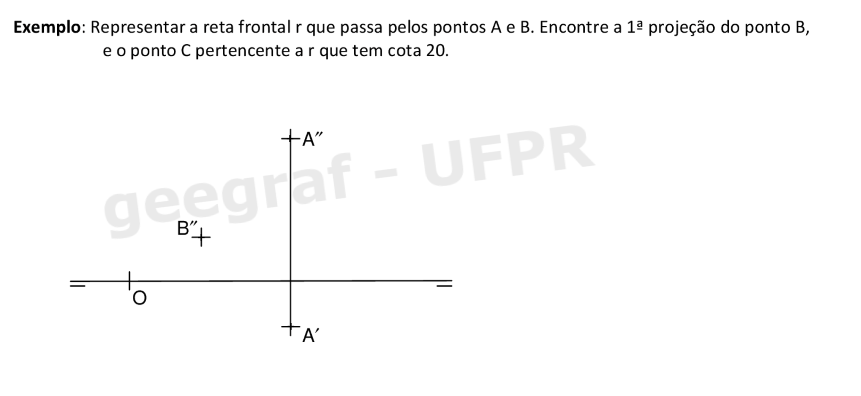 Exemplo: Representar a reta frontal r que passa pelos pontos A e B. Encontre a 1ª projeção do ponto B,
e o ponto C pertencente a r que tem cota 20.
geegraf - UFPR
A″
B″
O
A′